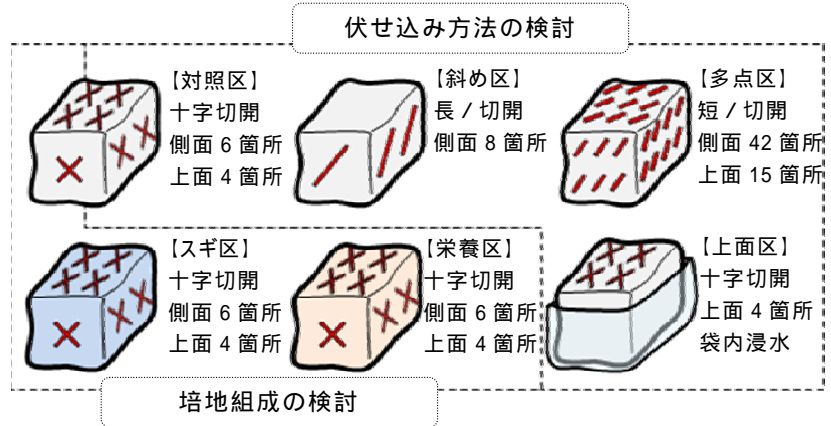 伏せ込み方法の検討
【対照区】
十字切開
側面 6 箇所
上面 4 箇所
【斜め区】
長 / 切開
側面 8 箇所
【多点区】
短 / 切開
側面 42 箇所
上面 15 箇所
【スギ区】
十字切開
側面 6 箇所
上面 4 箇所
【栄養区】
十字切開
側面 6 箇所
上面 4 箇所
【上面区】
十字切開
上面 4 箇所
袋内浸水
培地組成の検討